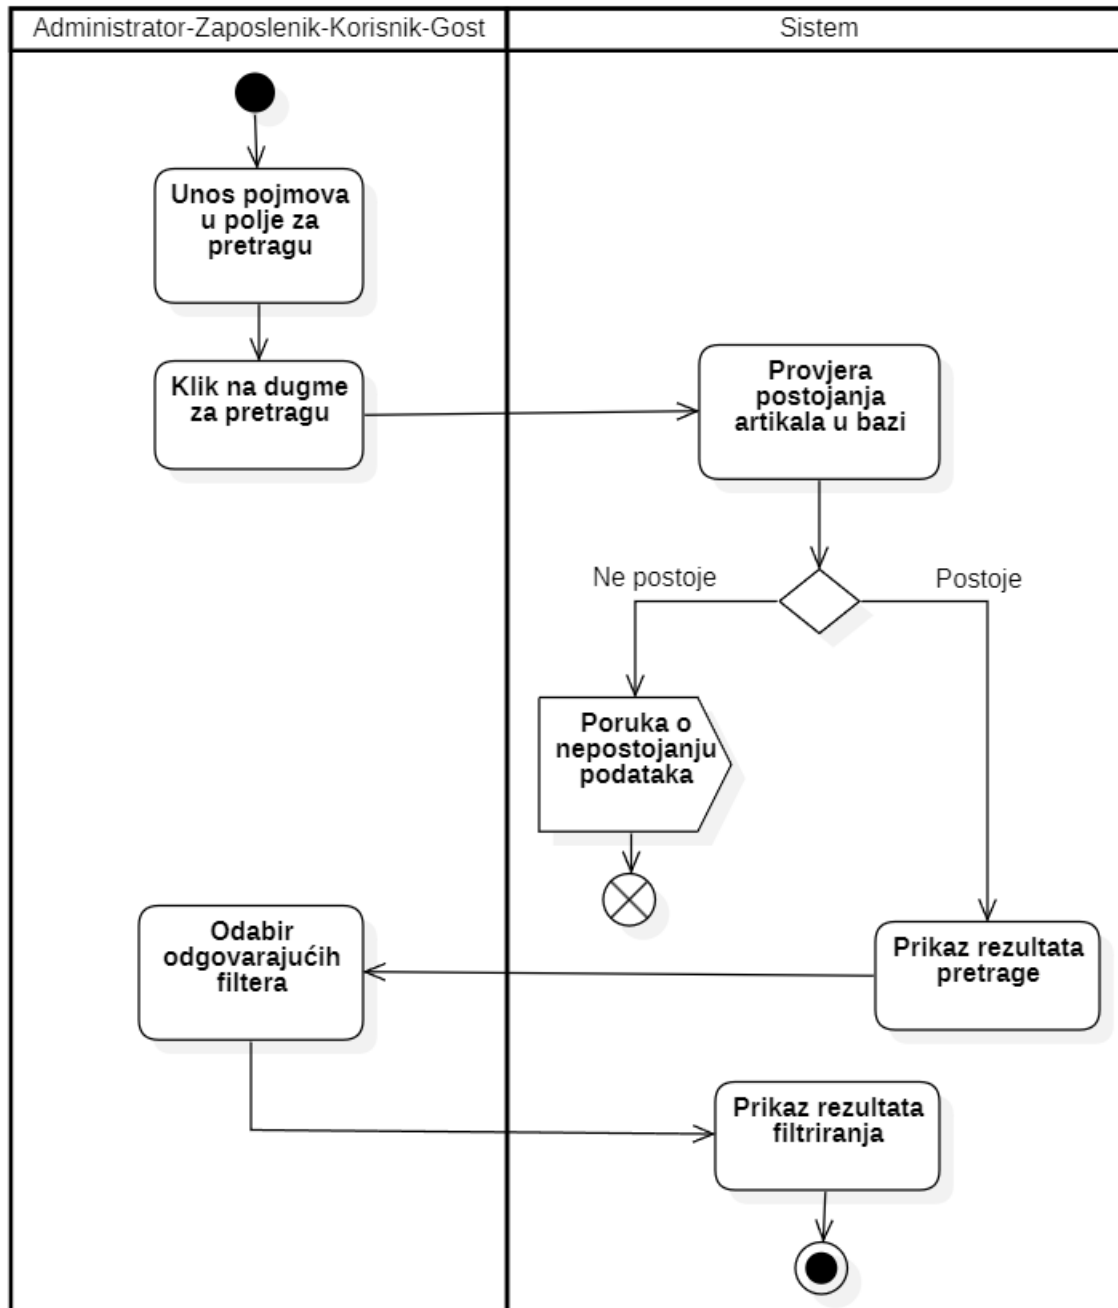 Administrator-Zaposlenik-Korisnik-Gost
Sistem
Unos pojmova
u polje za
pretragu
Klik na dugme
za pretragu
Provjera
postojanja
artikala u bazi
Ne postoje
Postoje
Poruka o
nepostojanju
podataka
Odabir
odgovarajućih
filtera
Prikaz rezultata
pretrage
Prikaz rezultata
filtriranja